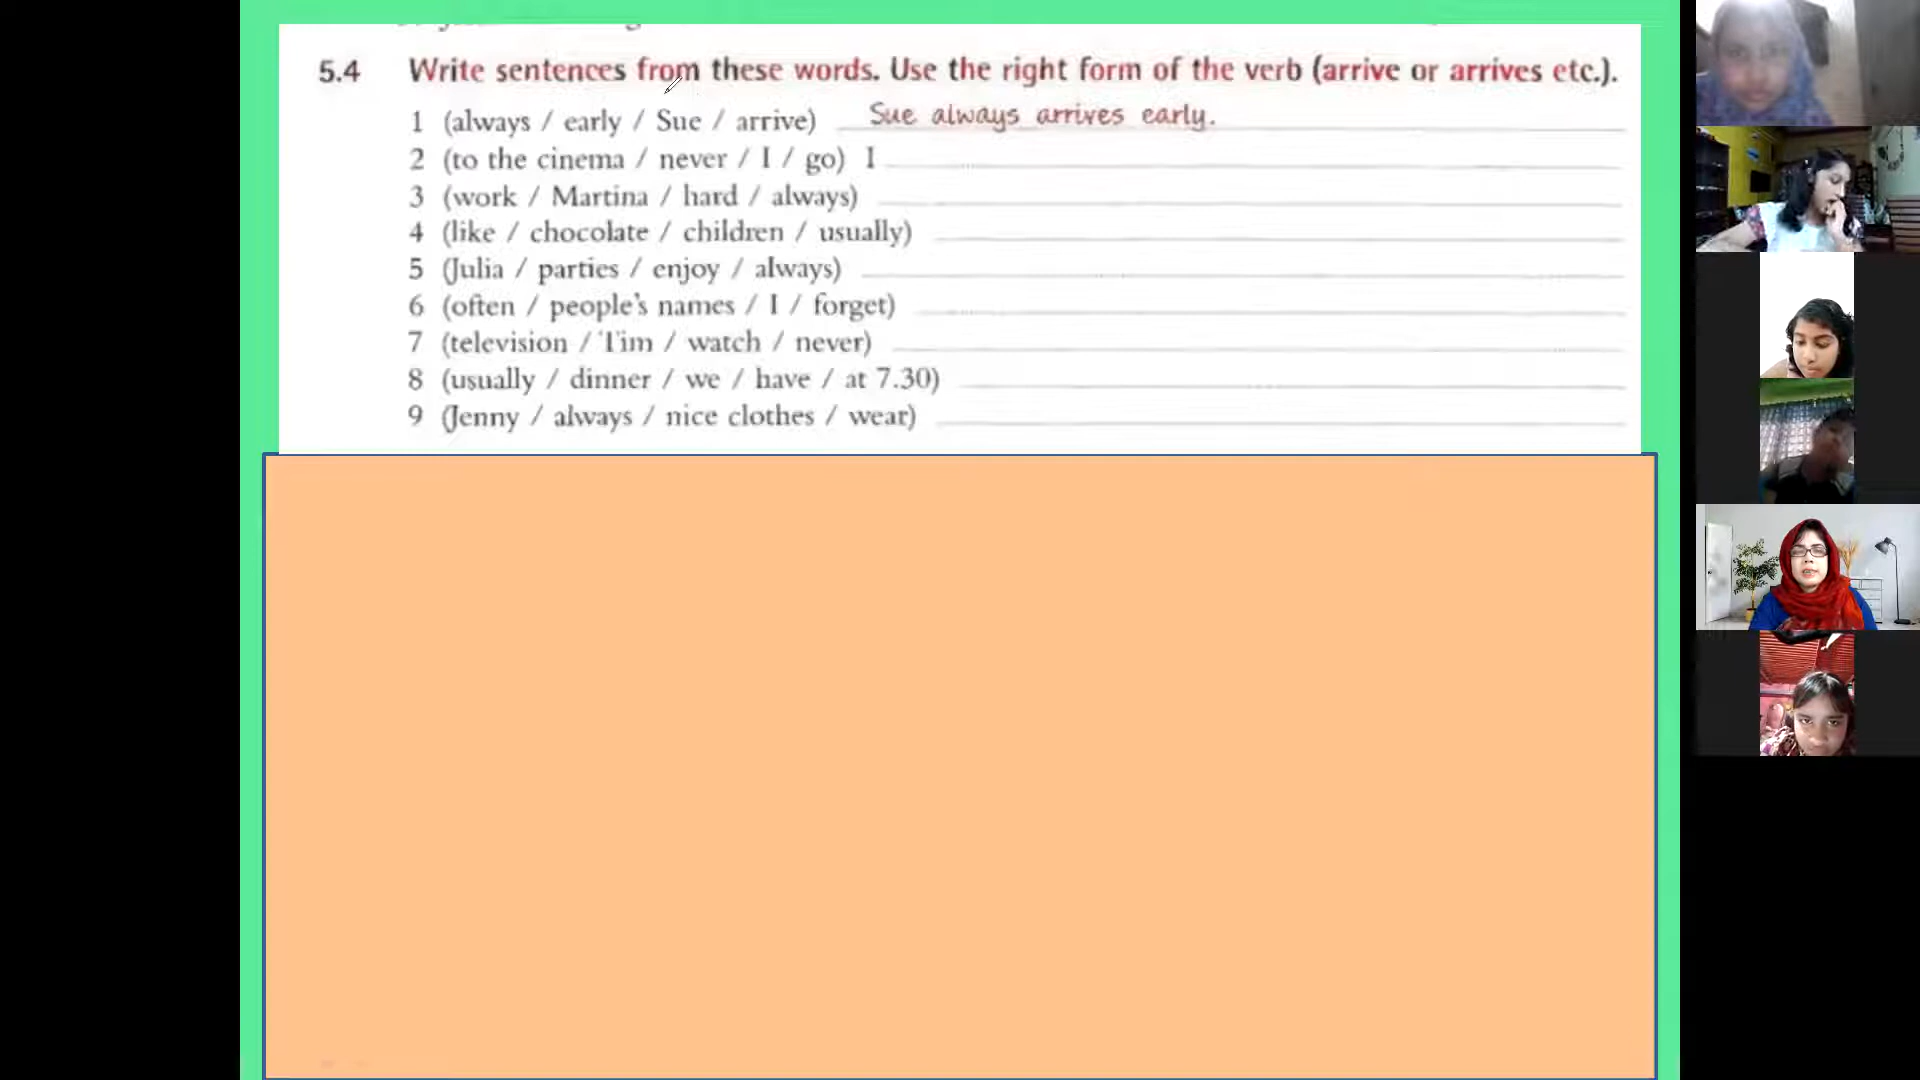 5.4 Write sentences from these words. Use the right form of the verb (arrive or arrives etc.).
1 (always / early / Sue / arrive) Sue always arrives early.
2 (to the cinema / never / I / go) I
3 (work / Martina / hard / always)
4 (like / chocolate / children / usually)
5 (Julia / parties / enjoy / always)
6 (often / people's names / I / forget)
7 (television / Tim / watch / never)
8 (usually / dinner / we / have / at 7.30)
9 (Jenny / always / nice clothes / wear)